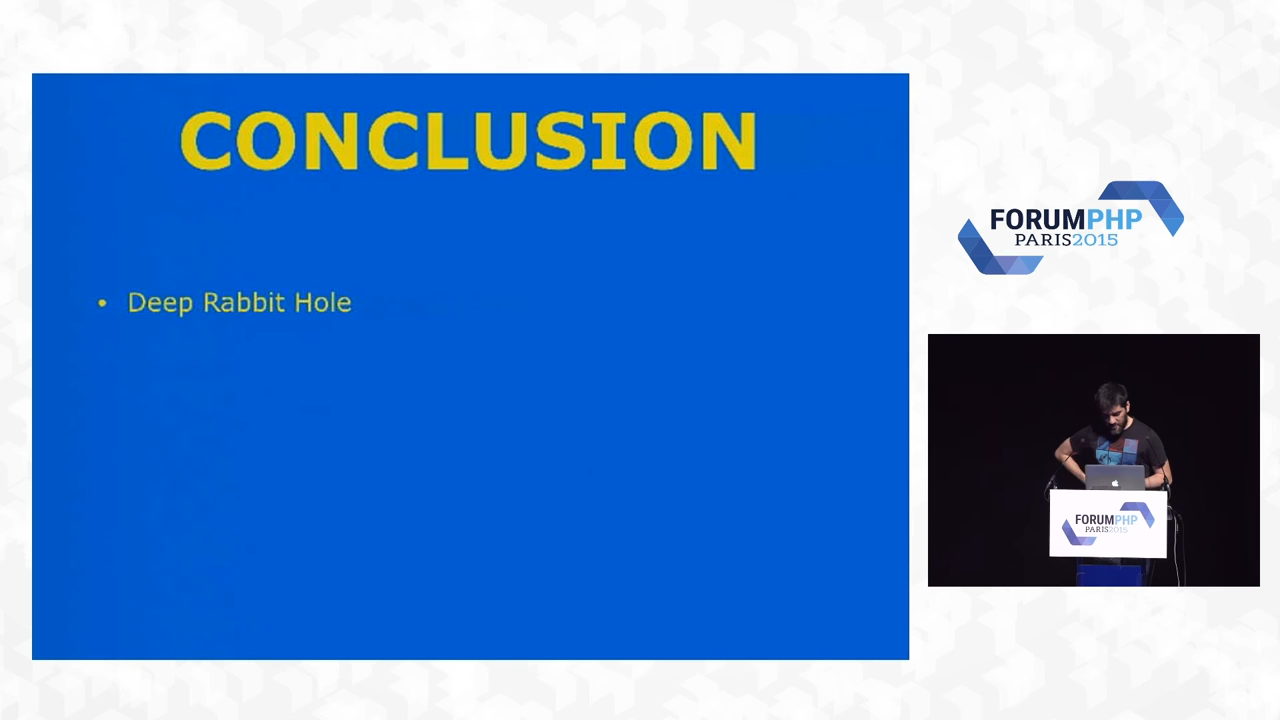 CONCLUSION
• Deep Rabbit Hole
FORUMPHP
PARIS2015
FORUMPHP
PARIS2015